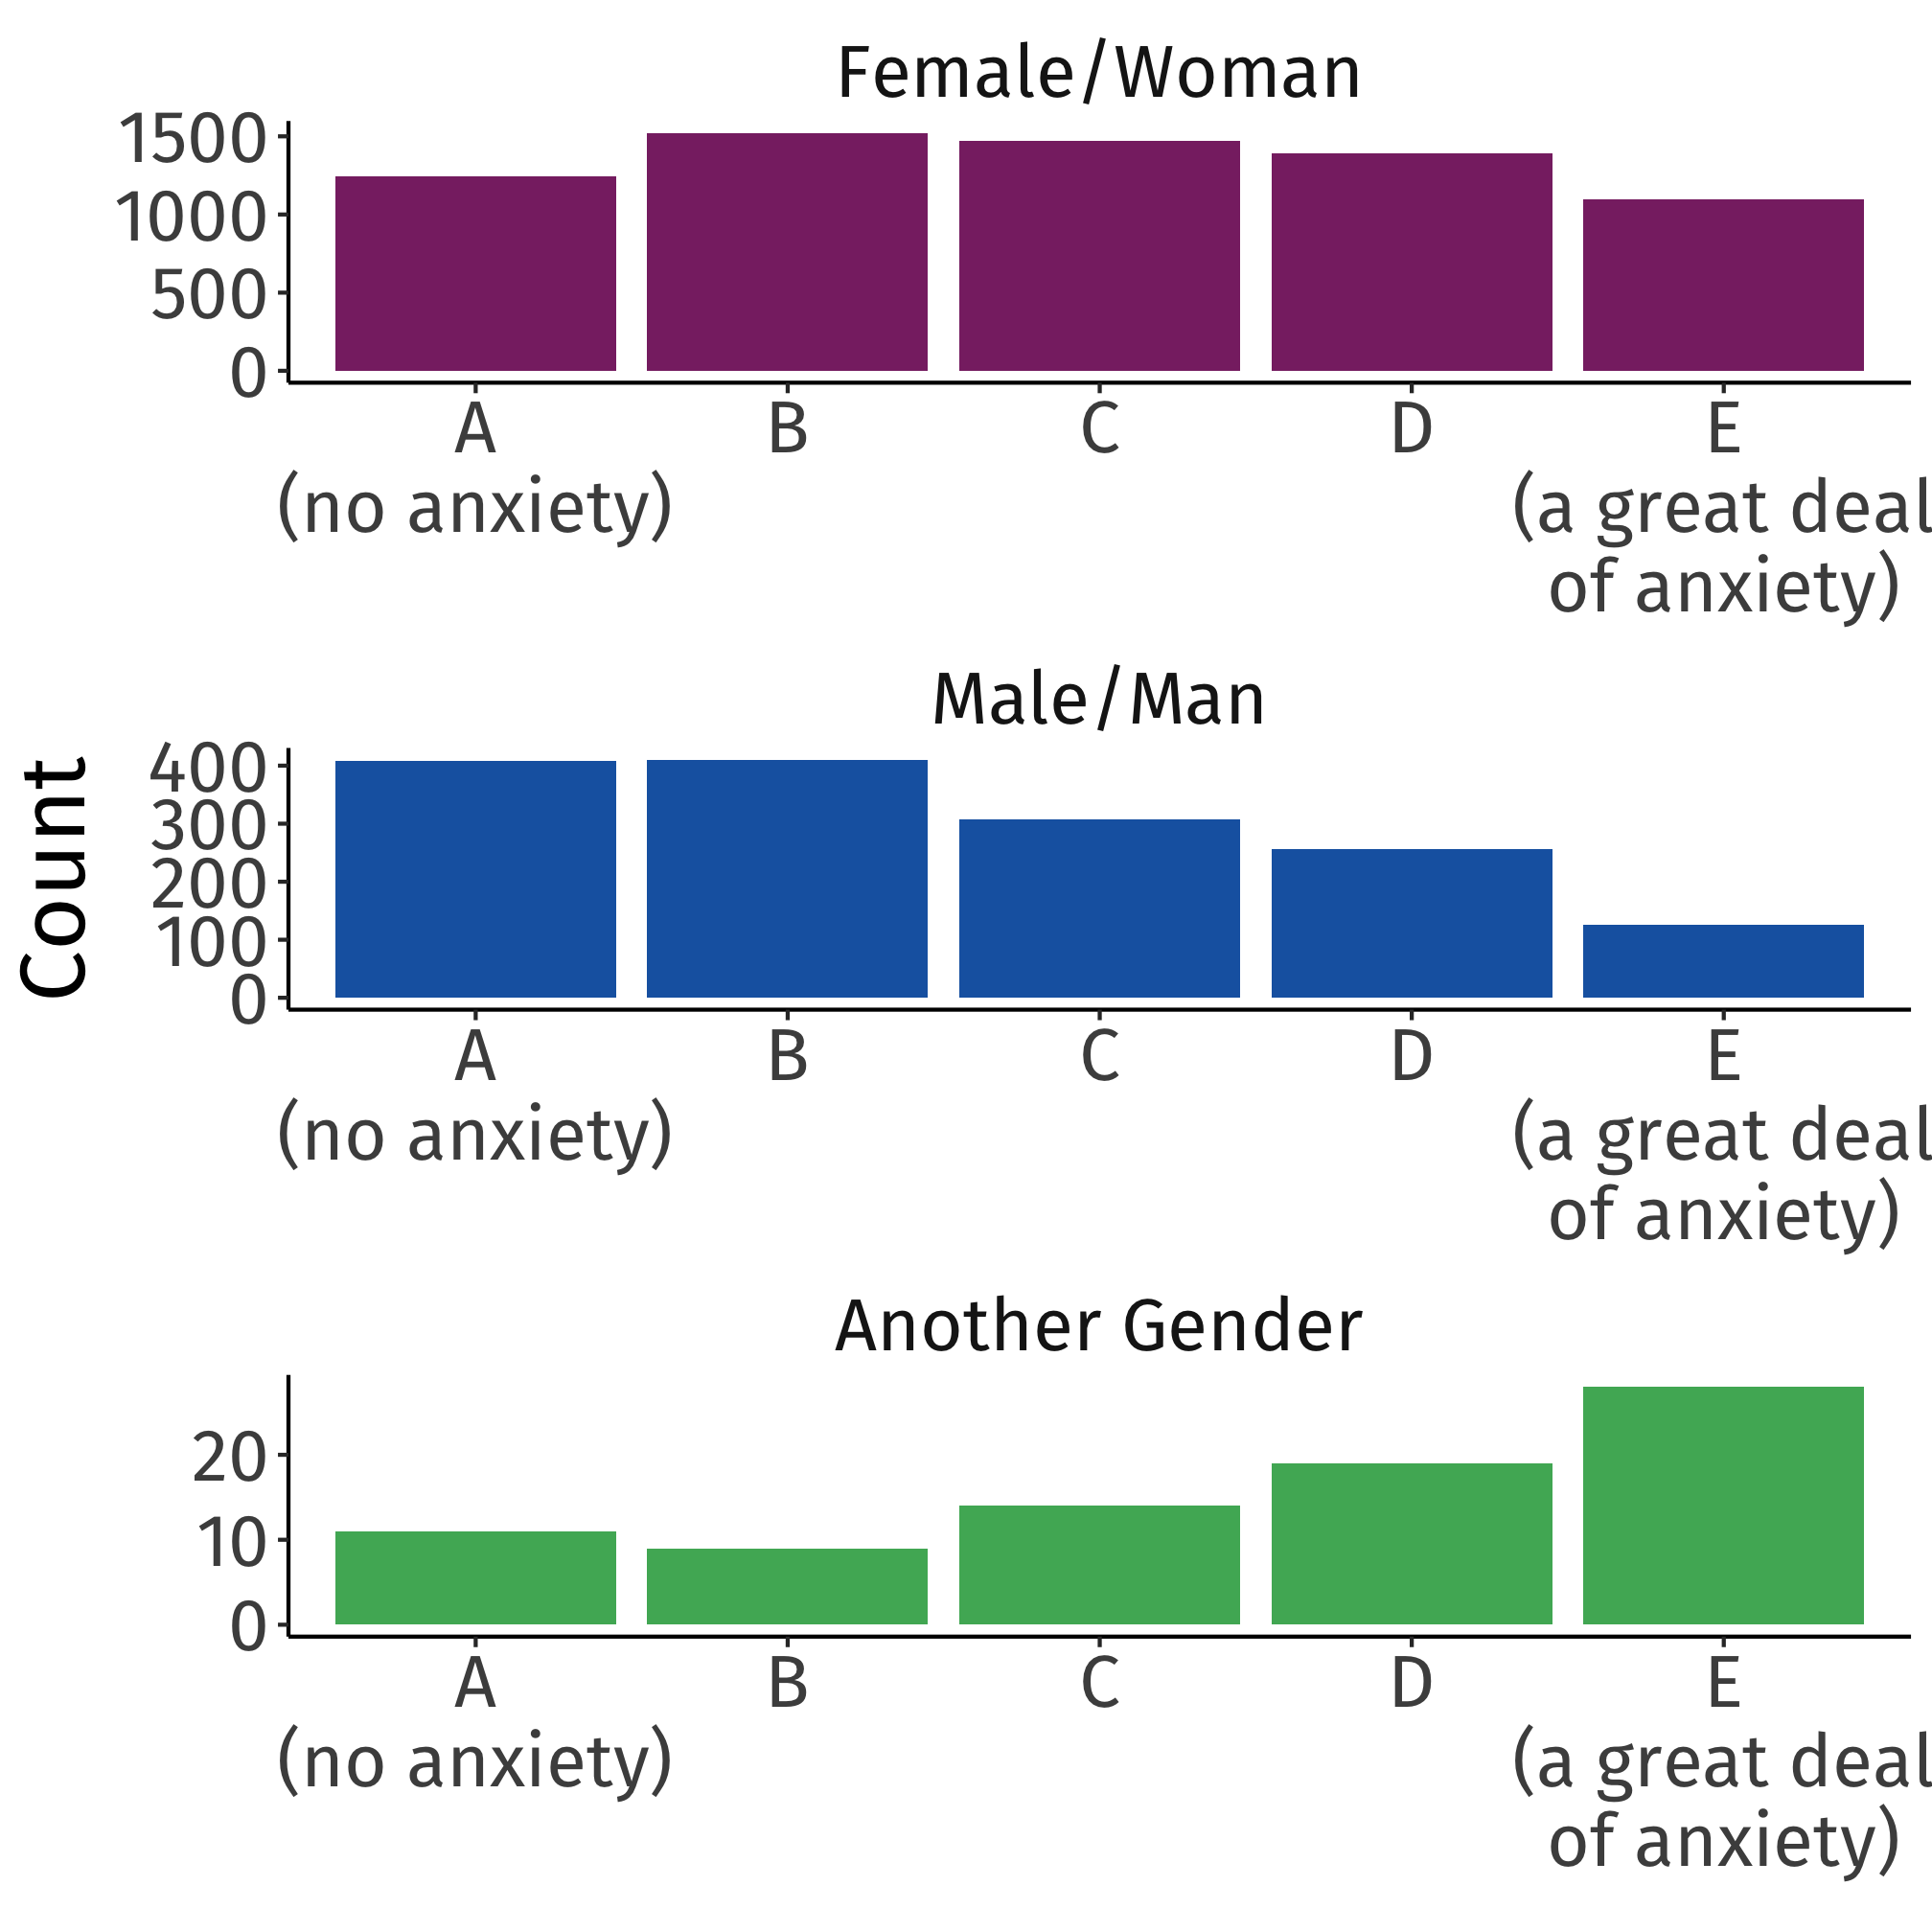 Female/Woman
1500
1000
500
0
A
(no anxiety)
B
C
D
E
(a great deal
of anxiety)
Count
Male/Man
400
300
200
100
0
A
(no anxiety)
B
C
D
E
(a great deal
of anxiety)
Another Gender
20
10
0
A
(no anxiety)
B
C
D
E
(a great deal
of anxiety)